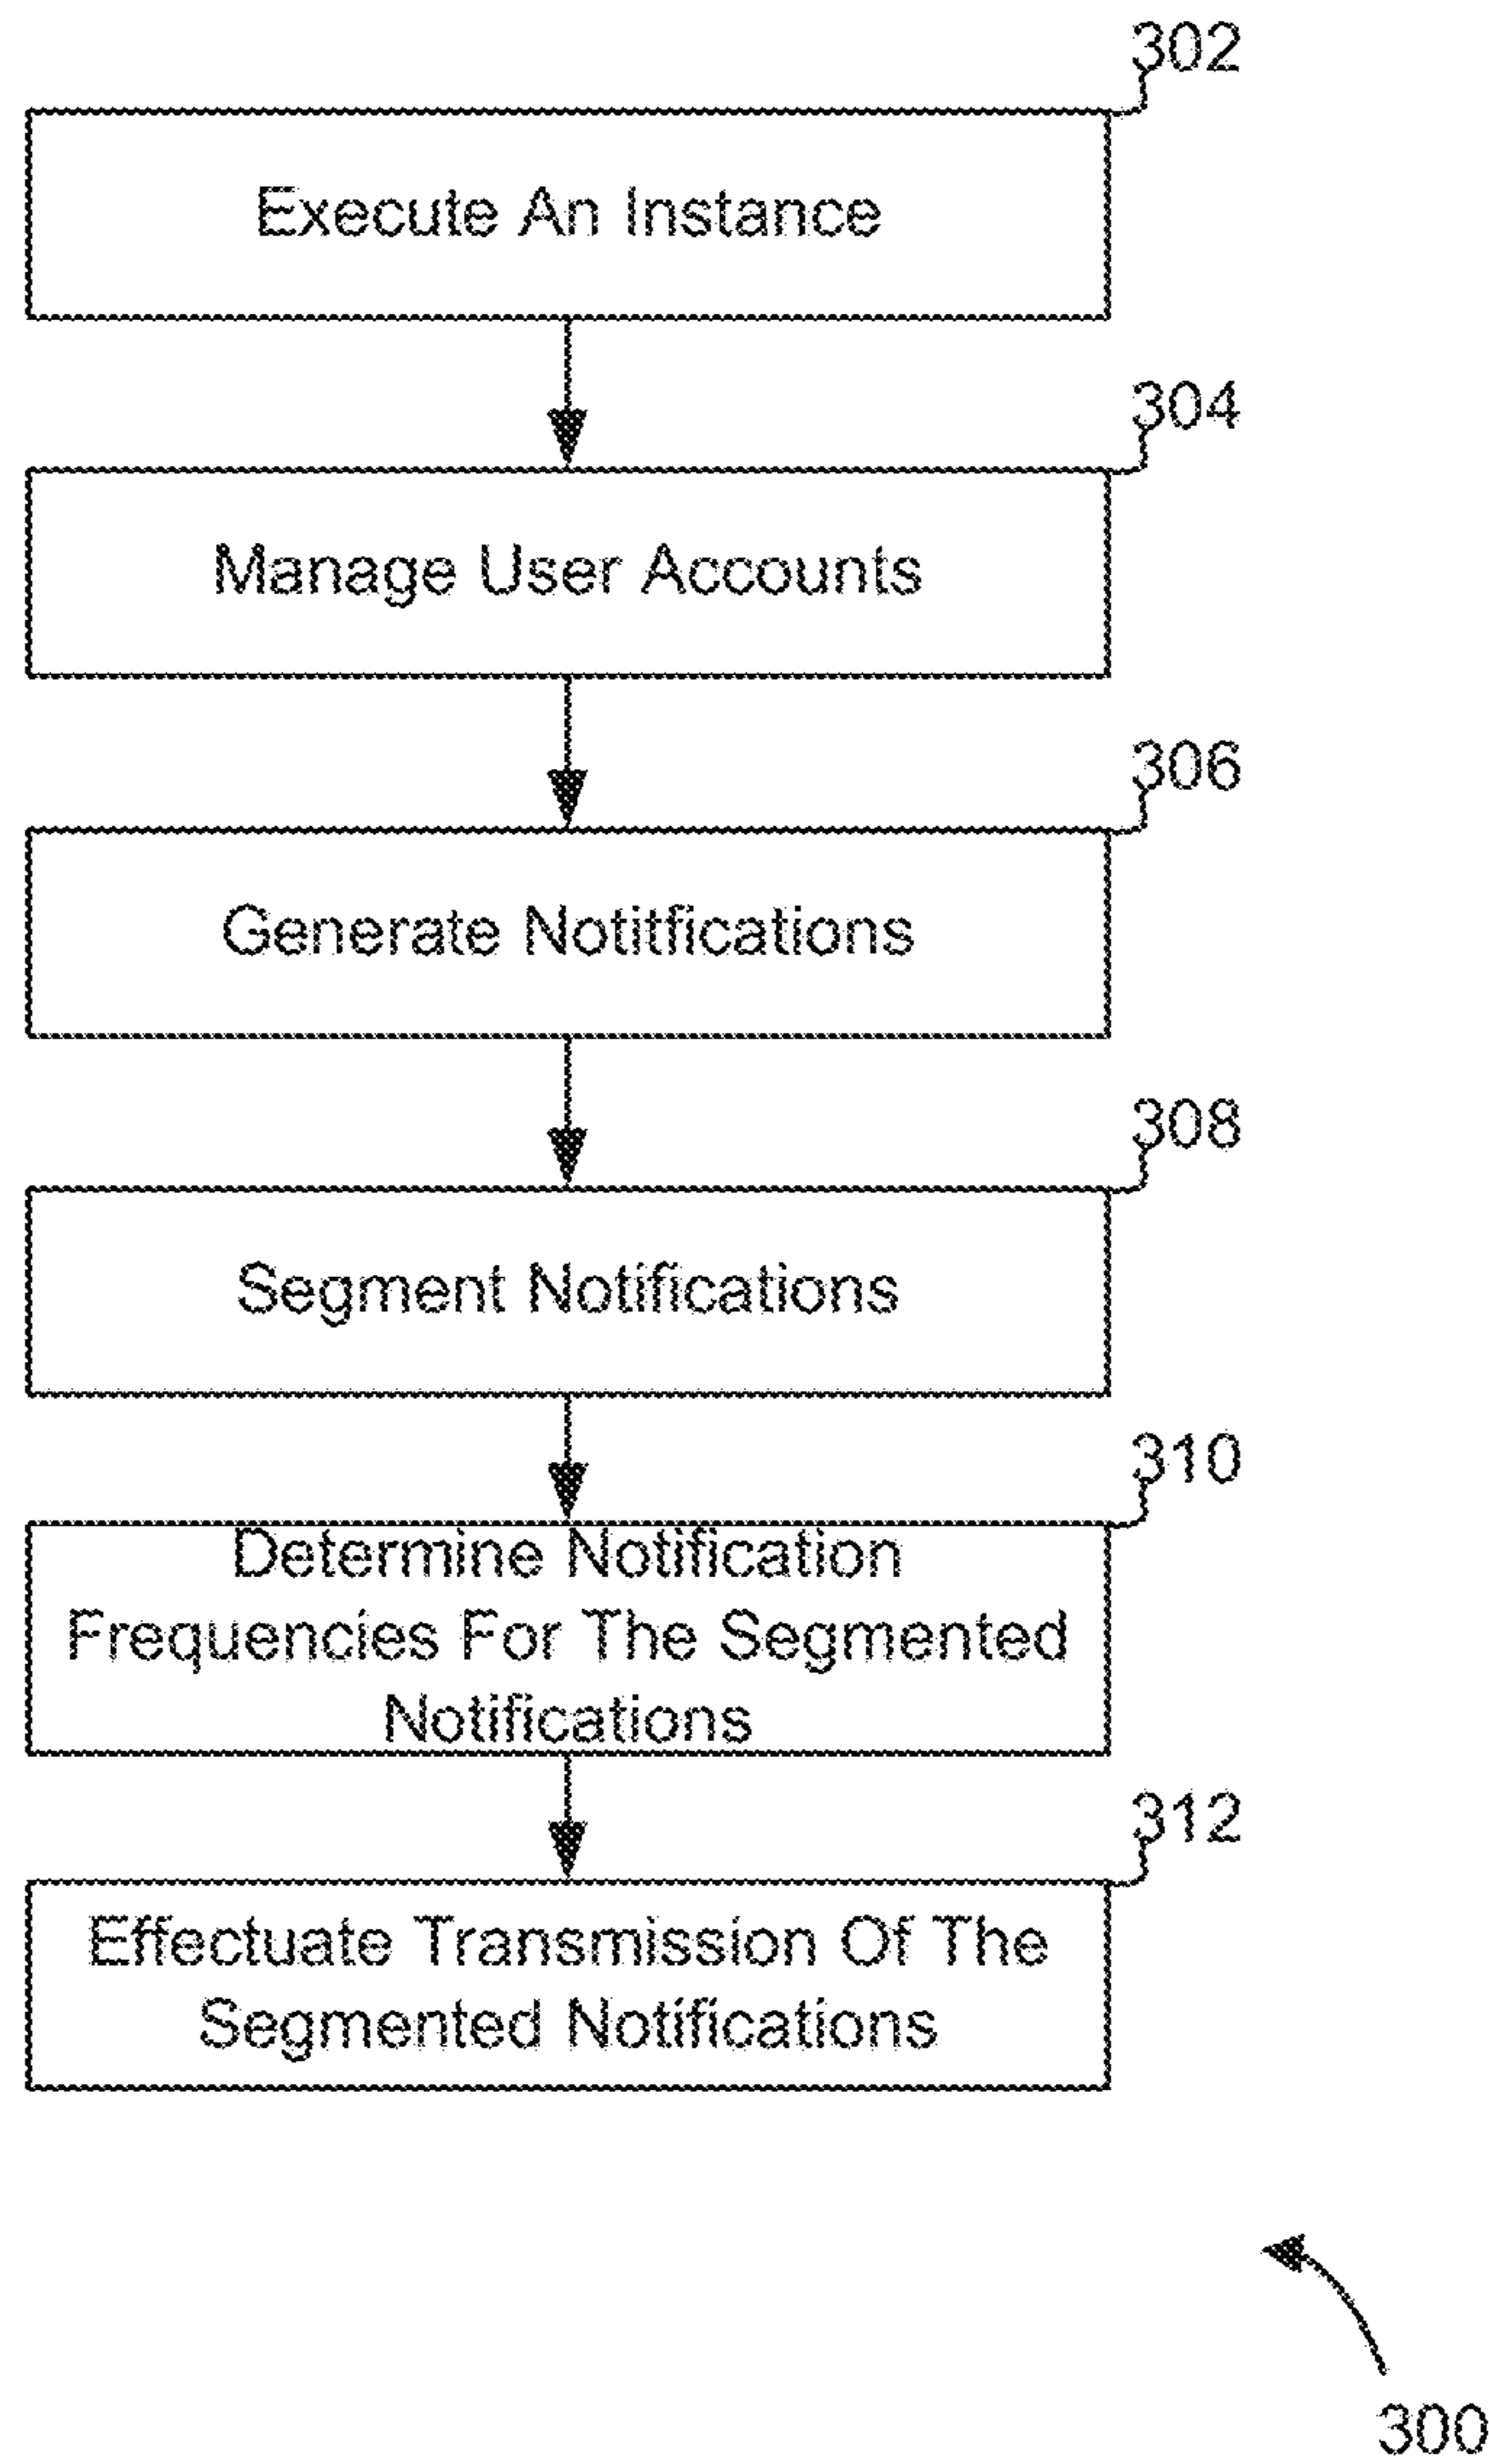 302
Execute An Instance
304
Manage User Accounts
306
Generate Notitfications
308
Segment Notifications
310
Determine Notification
Frequencies For The Segmented
Notifications
312
Effectuate Transmission Of The
Segmented Notifications
300